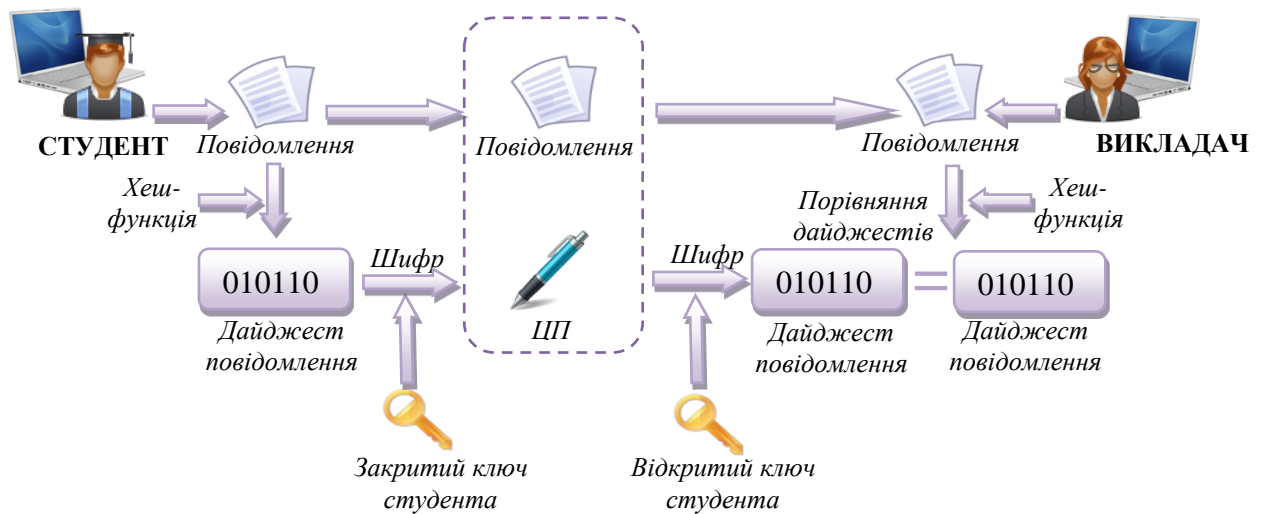 СТУДЕНТ
Повідомлення
Повідомлення
Повідомлення
ВИКЛАДАЧ
Хеш-
функція
Порівняння
дайджестів
Хеш-
функція
010110
Шифр
Шифр
010110
010110
Дайджест
повідомлення
ЦП
Дайджест
повідомлення
Дайджест
повідомлення
Закритий ключ
студента
Відкритий ключ
студента